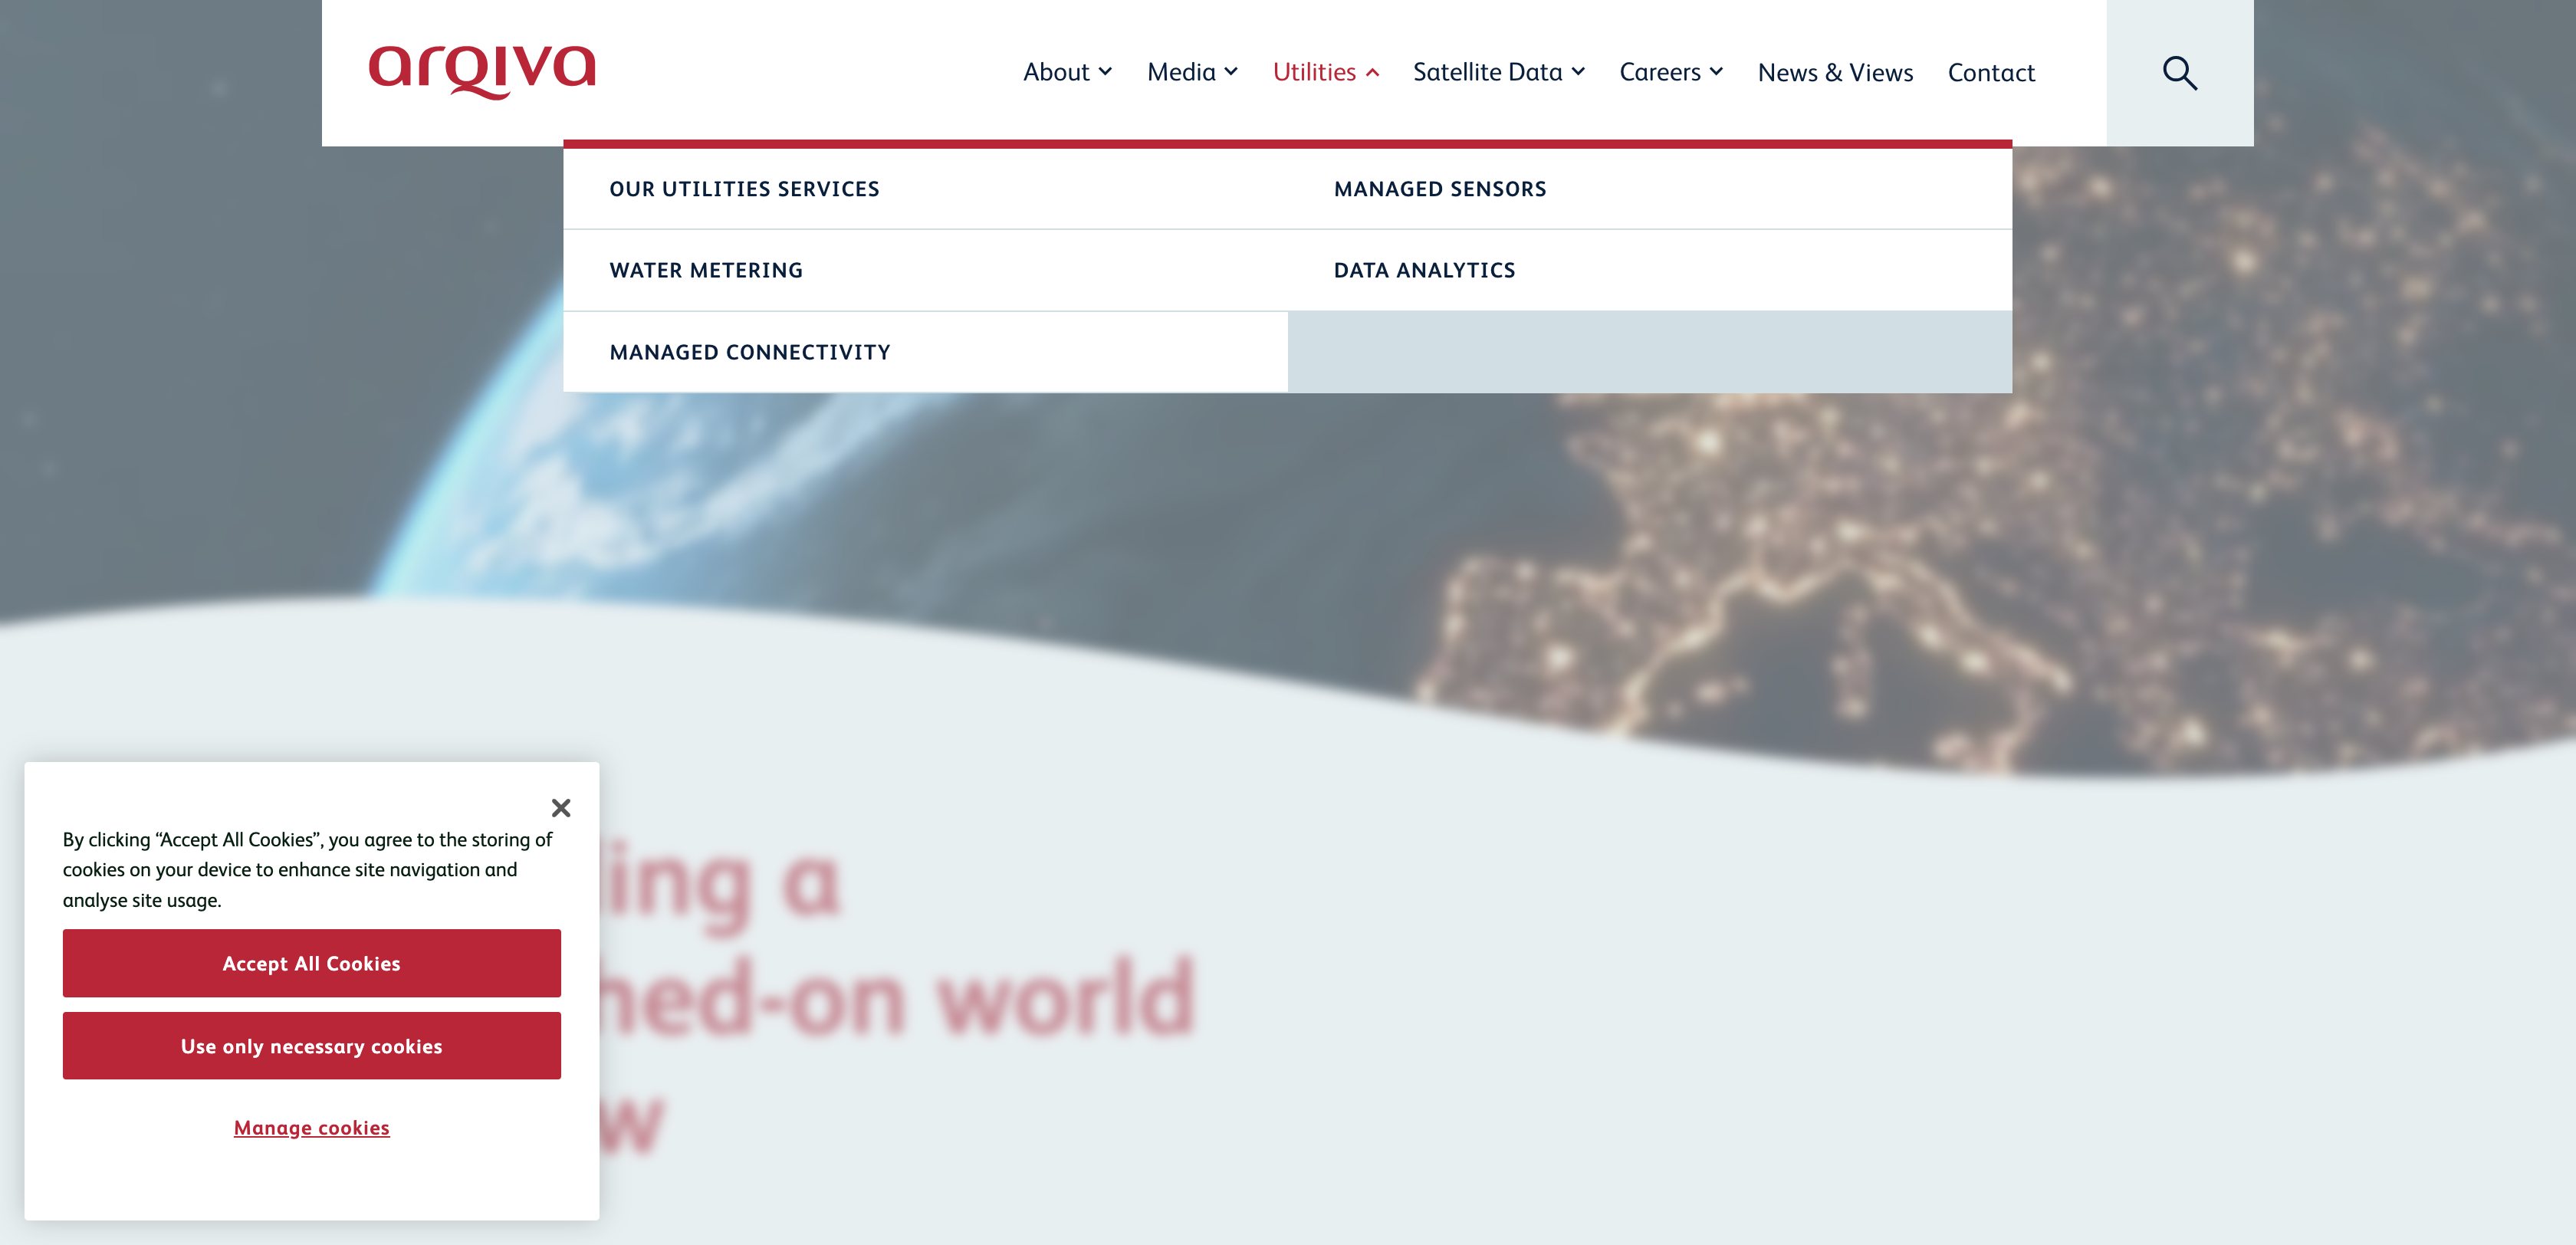 arqiva
About
Media
Utilities
Satellite Data
Careers
News & Views
Contact
OUR UTILITIES SERVICES
MANAGED SENSORS
WATER METERING
DATA ANALYTICS
MANAGED CONNECTIVITY
By clicking “Accept All Cookies”, you agree to the storing of
cookies on your device to enhance site navigation and
analyse site usage.
Accept All Cookies
Use only necessary cookies
Manage cookies
ing a
hed-on world
w